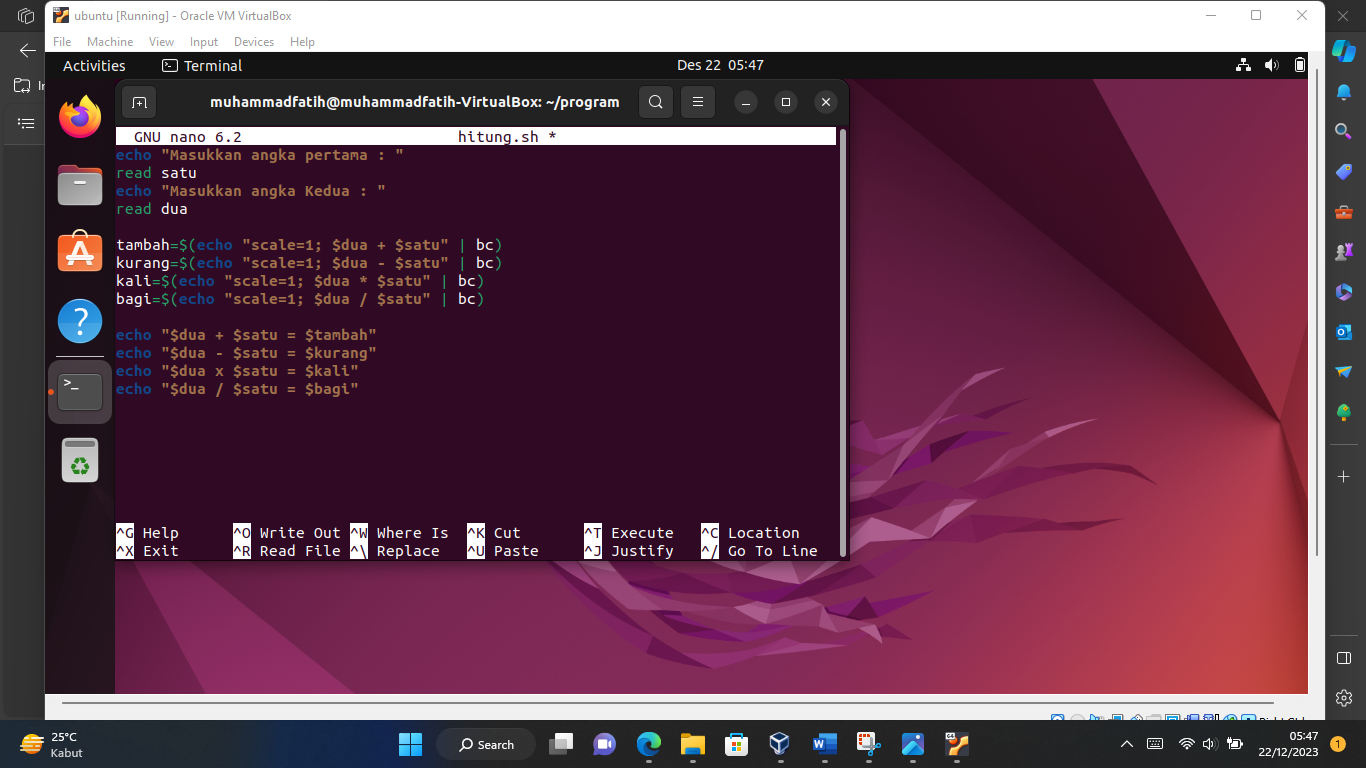 ubuntu [Running] - Oracle VM VirtualBox
File Machine View Input Devices Help
Activities Terminal Des 22 05:47
muhammadfatih@muhammadfatih-VirtualBox: ~/program
GNU nano 6.2 hitung.sh *
echo "Masukkan angka pertama : "
read satu
echo "Masukkan angka Kedua : "
read dua
tambah=$(echo "scale=1; $dua + $satu" | bc)
kurang=$(echo "scale=1; $dua - $satu" | bc)
kali=$(echo "scale=1; $dua * $satu" | bc)
bagi=$(echo "scale=1; $dua / $satu" | bc)
echo "$dua + $satu = $tambah"
echo "$dua - $satu = $kurang"
echo "$dua x $satu = $kali"
echo "$dua / $satu = $bagi"
^G Help ^O Write Out ^W Where Is ^K Cut ^T Execute ^C Location
^X Exit ^R Read File ^\ Replace ^U Paste ^J Justify ^/ Go To Line
25°C
Kabut
Search
05:47
22/12/2023
1